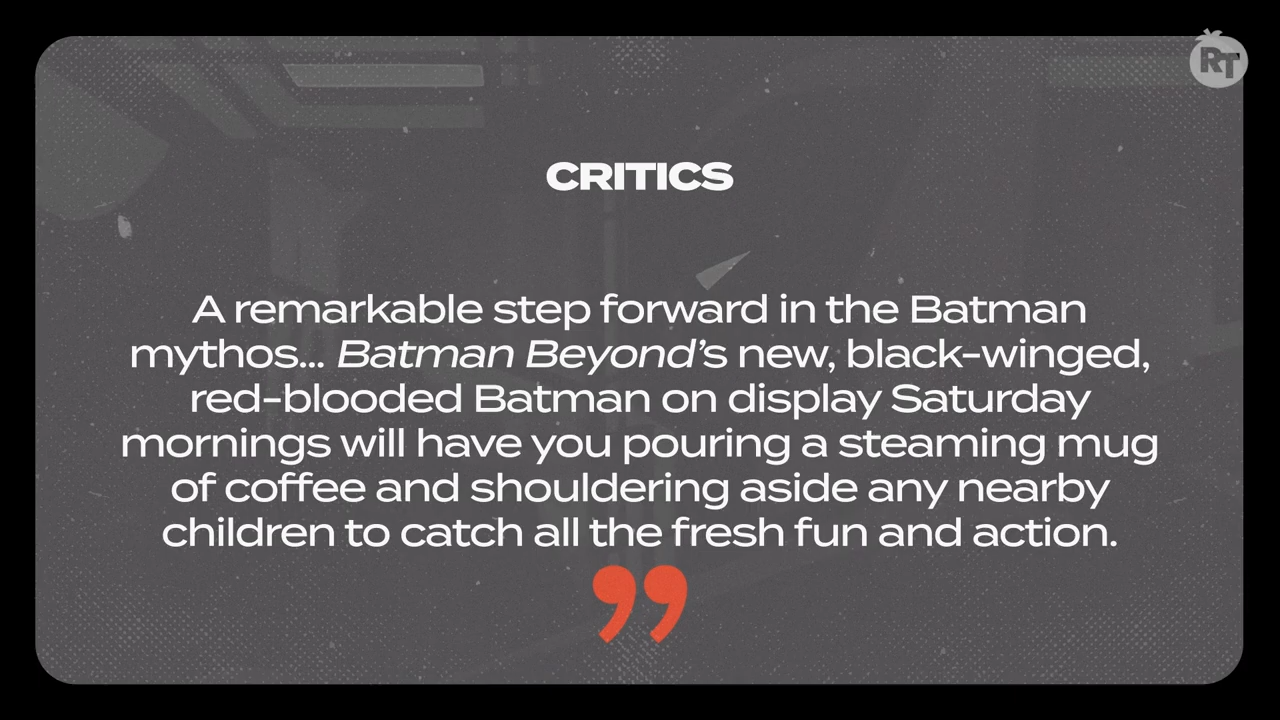 RT
CRITICS
A remarkable step forward in the Batman
mythos... Batman Beyond’s new, black-winged,
red-blooded Batman on display Saturday
mornings will have you pouring a steaming mug
of coffee and shouldering aside any nearby
children to catch all the fresh fun and action.
”